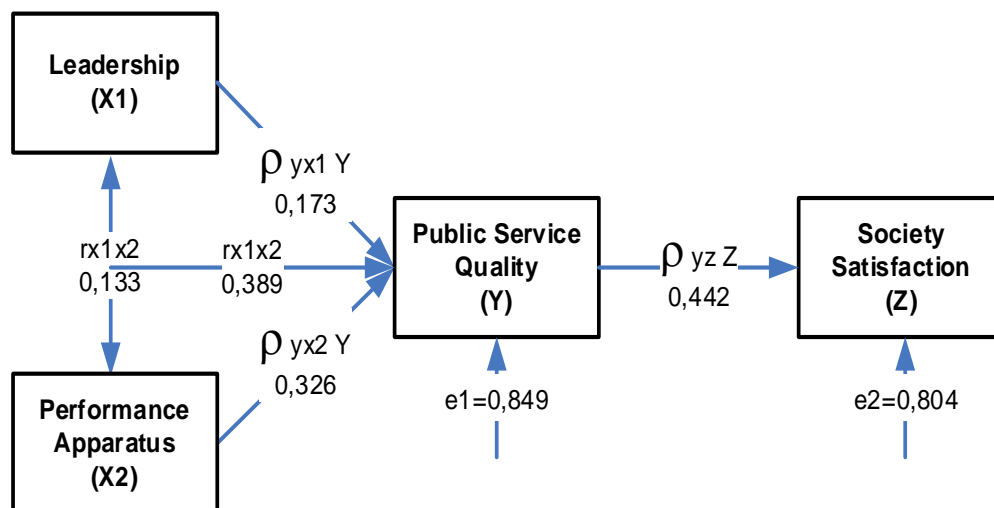 Leadership
(X1)
ρ yx1 Y
0,173
rx1x2
0,133
rx1x2
0,389
ρ yx2 Y
0,326
Performance
Apparatus
(X2)
Public Service
Quality
(Y)
e1=0,849
ρ yz Z
0,442
Society
Satisfaction
(Z)
e2=0,804